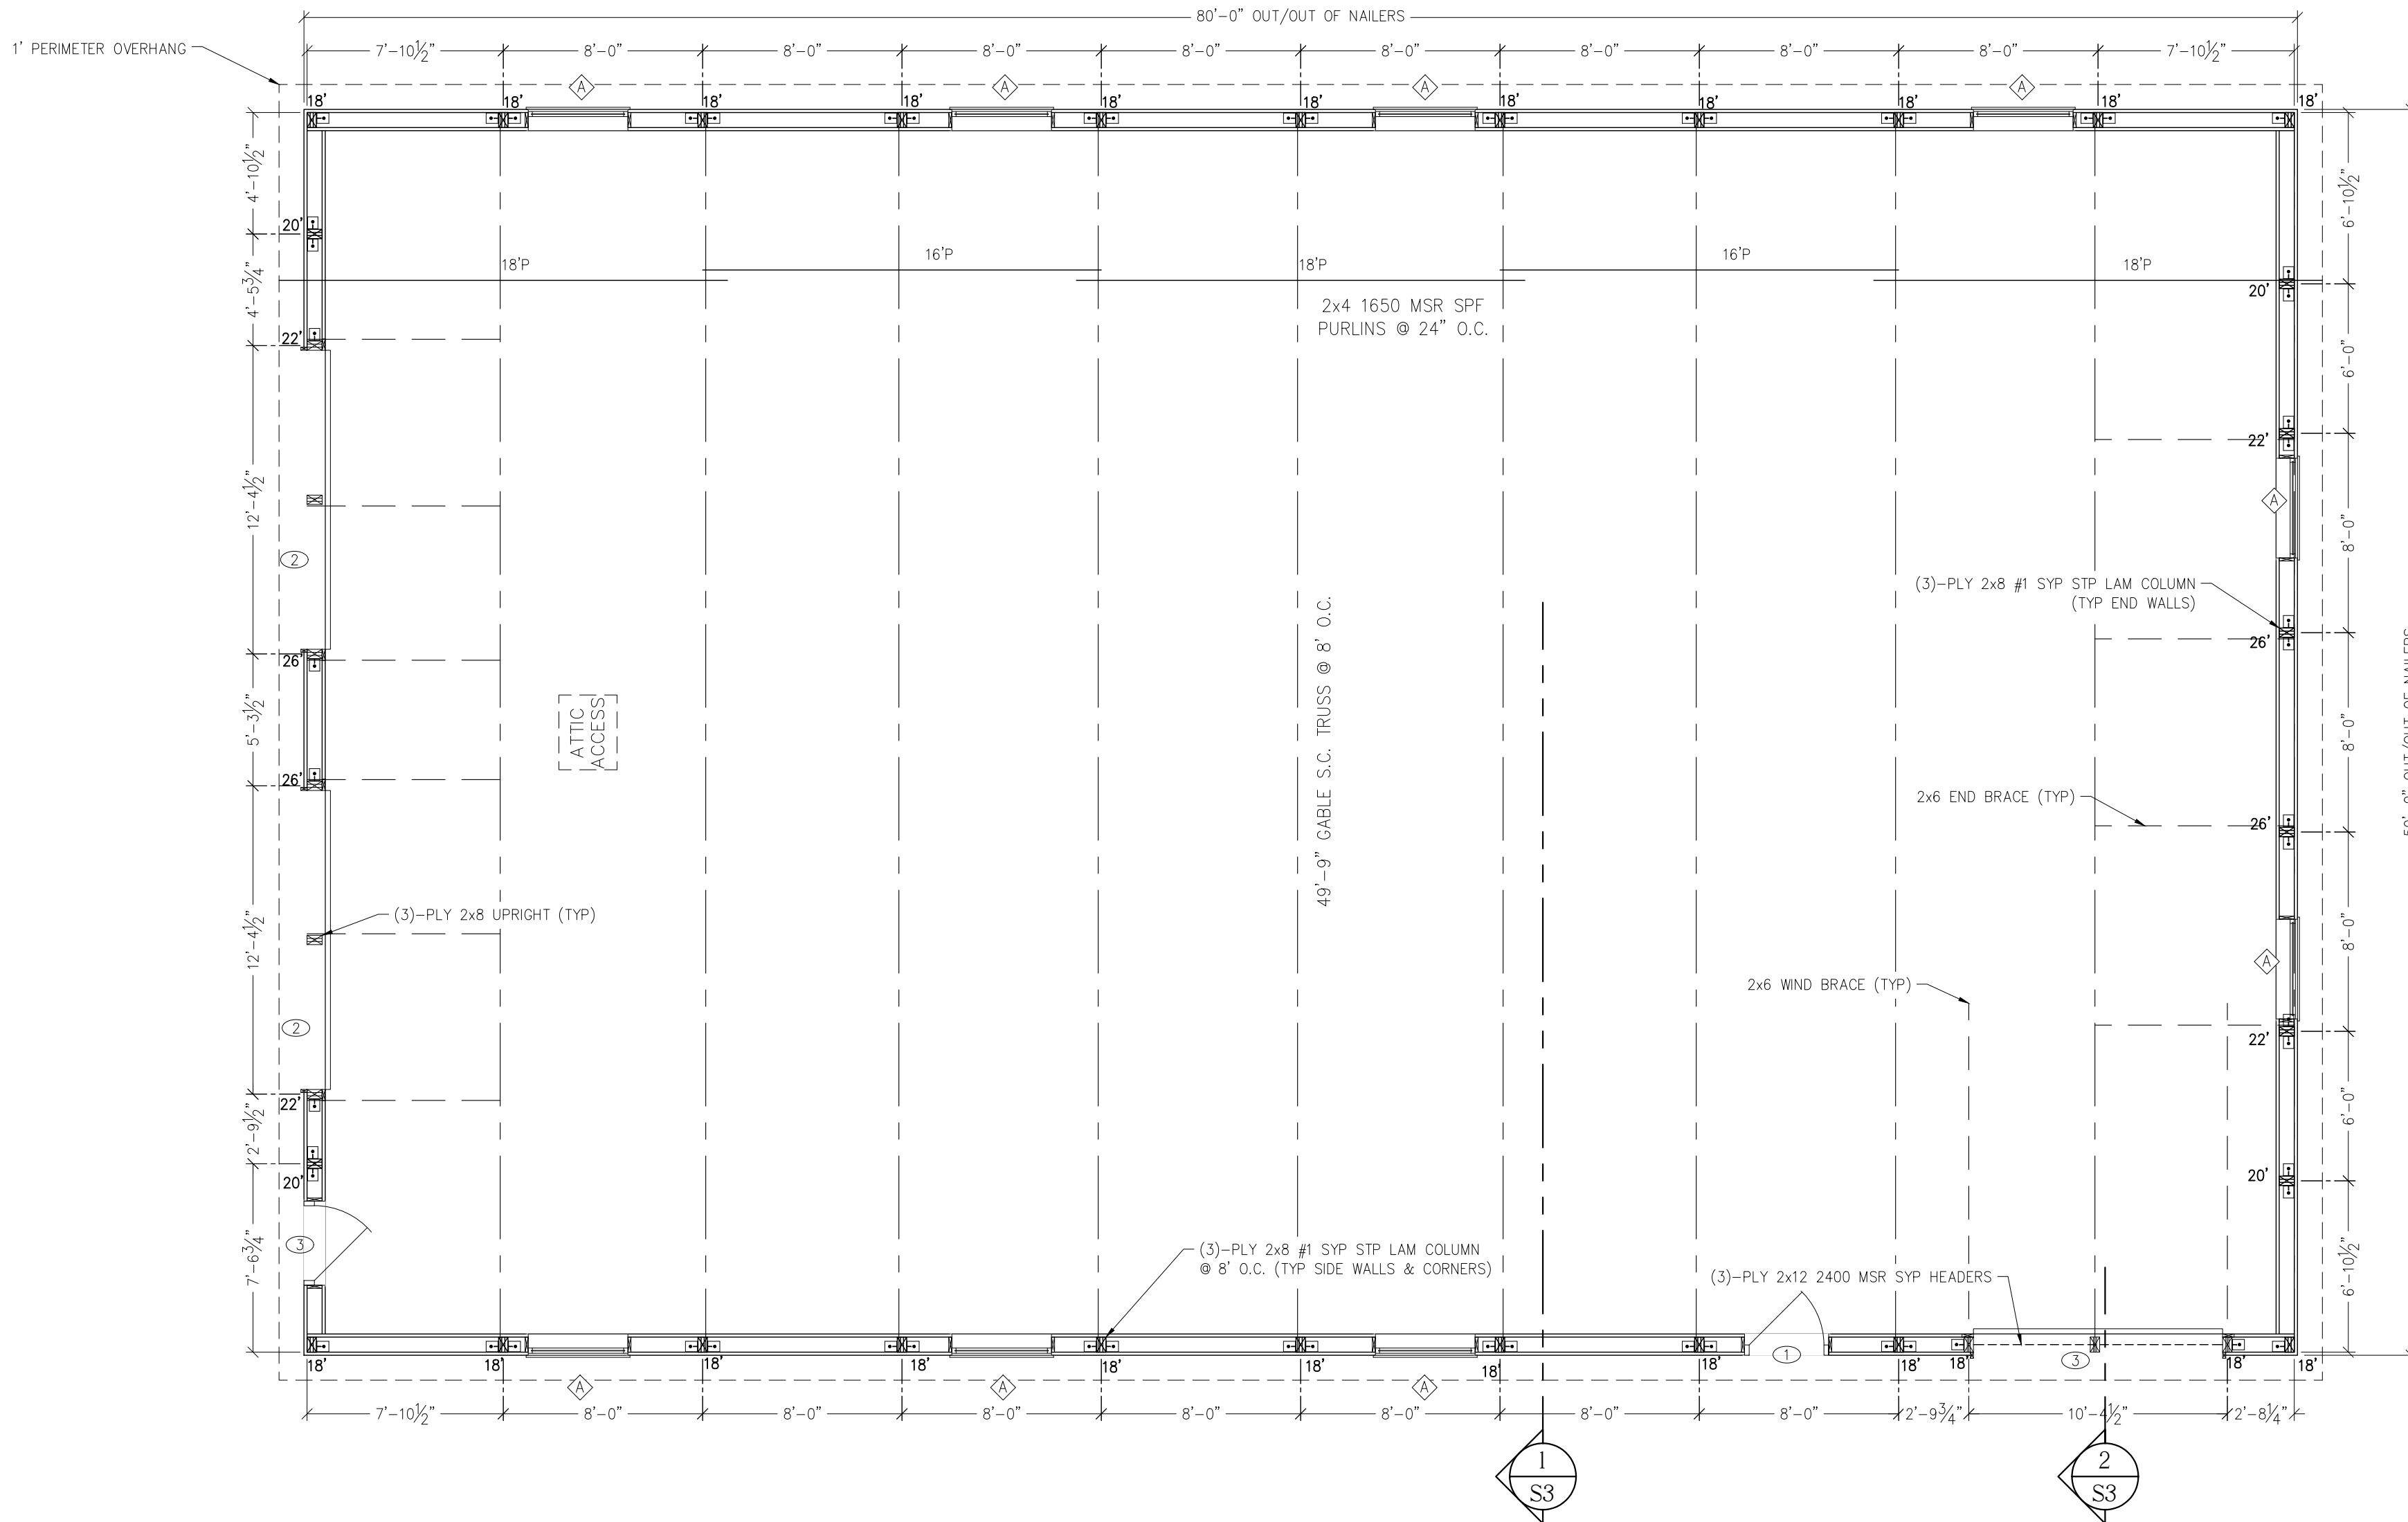 80'-0" OUT/OUT OF NAILERS
1' PERIMETER OVERHANG
7'-10½" 8'-0" 8'-0" 8'-0" 8'-0" 8'-0" 8'-0" 8'-0" 8'-0" 7'-10½"
A A A A
18' 18' 18' 18' 18' 18' 18' 18' 18' 18' 18'
4'-10½"
6'-10½"
20'
4'-5¾"
18'P 16'P 18'P 16'P 18'P
20'
2x4 1650 MSR SPF
PURLINS @ 24" O.C.
22'
6'-0"
22'
12'-4½"
A
8'-0"
2
(3)-PLY 2x8 #1 SYP STP LAM COLUMN
(TYP END WALLS)
26'
26'
5'-3½"
ATTIC
ACCESS
49'-9" GABLE S.C. TRUSS @ 8' O.C.
8'-0"
26'
2x6 END BRACE (TYP)
26'
(3)-PLY 2x8 UPRIGHT (TYP)
12'-4½"
8'-0"
A
2x6 WIND BRACE (TYP)
2
22'
22'
2'-9½"
6'-0"
20'
20'
3
7'-6¾"
(3)-PLY 2x8 #1 SYP STP LAM COLUMN
@ 8' O.C. (TYP SIDE WALLS & CORNERS)
(3)-PLY 2x12 2400 MSR SYP HEADERS
6'-10½"
1 3
18' 18' 18' 18' 18' 18' 18 18' 18' 18' 18' 18'
A A A
7'-10½" 8'-0" 8'-0" 8'-0" 8'-0" 8'-0" 8'-0" 8'-0" 2'-9¾" 10'-4½" 2'-8¼"
1
S3
2
S3